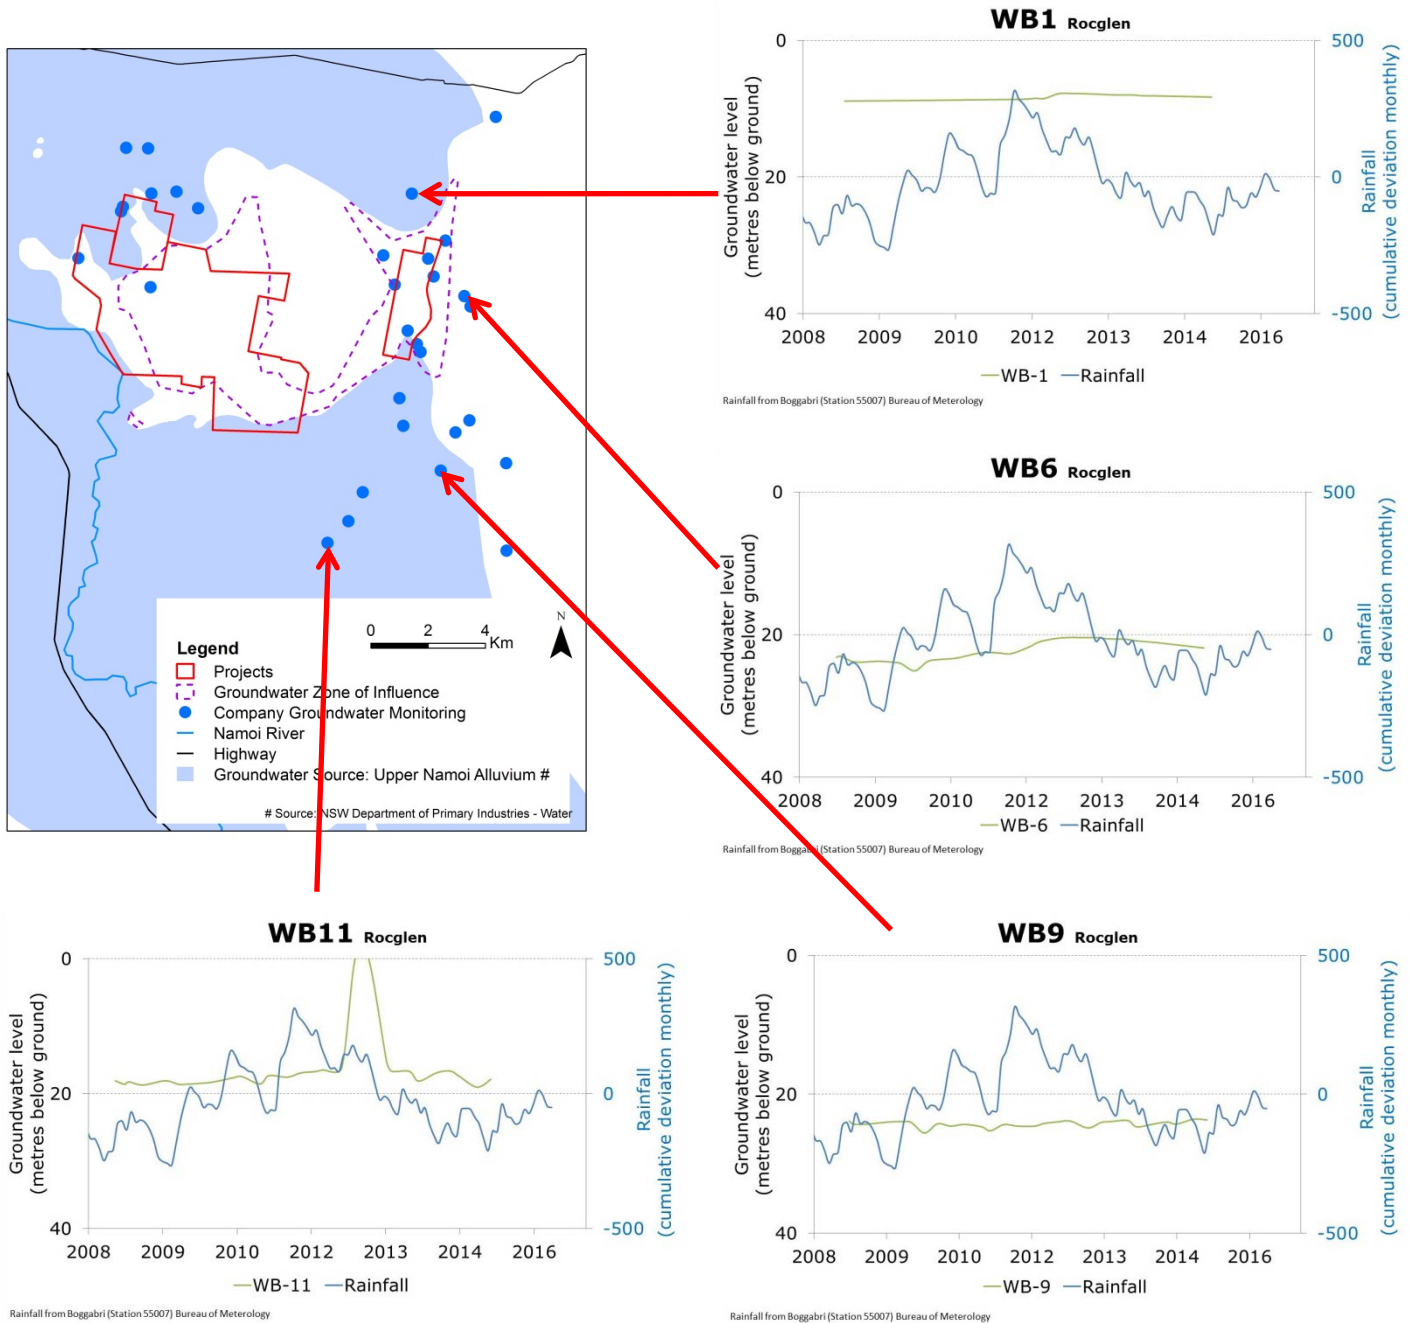 WB1 Rocglen
0
20
40
Groundwater level
(metres below ground)
500
0
-500
Rainfall
(cumulative deviation monthly)
2008 2009 2010 2012 2013 2014 2016
WB-1 Rainfall
Rainfall from Boggabri (Station 55007) Bureau of Meterology
0 2 4 Km
N
Legend
Projects
Groundwater Zone of Influence
Company Groundwater Monitoring
Namoi River
Highway
Groundwater Source: Upper Namoi Alluvium #
# Source: NSW Department of Primary Industries - Water
WB6 Rocglen
0
20
40
Groundwater level
(metres below ground)
500
0
-500
Rainfall
(cumulative deviation monthly)
2008 2009 2010 2012 2013 2014 2016
WB-6 Rainfall
Rainfall from Boggabri (Station 55007) Bureau of Meterology
WB11 Rocglen
0
20
40
Groundwater level
(metres below ground)
500
0
-500
Rainfall
(cumulative deviation monthly)
2008 2009 2010 2012 2013 2014 2016
WB-11 Rainfall
Rainfall from Boggabri (Station 55007) Bureau of Meterology
WB9 Rocglen
0
20
40
Groundwater level
(metres below ground)
500
0
-500
Rainfall
(cumulative deviation monthly)
2008 2009 2010 2012 2013 2014 2016
WB-9 Rainfall
Rainfall from Boggabri (Station 55007) Bureau of Meterology